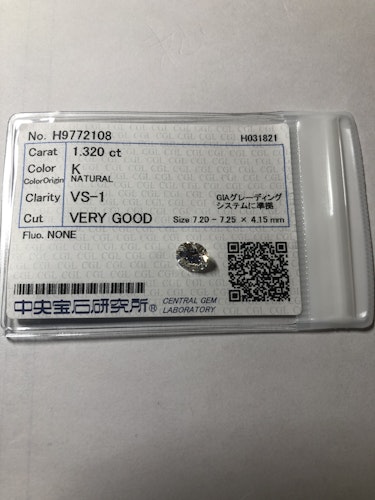 No. H9772108 H031821
Carat 1.320 ct
Color K
ColorOrigin NATURAL
Clarity VS-1 GIAグレーディング
システムに準拠
Cut VERY GOOD Size 7.20 - 7.25 × 4.15 mm
Fluo. NONE
中央宝石研究所® CENTRAL GEM
LABORATORY